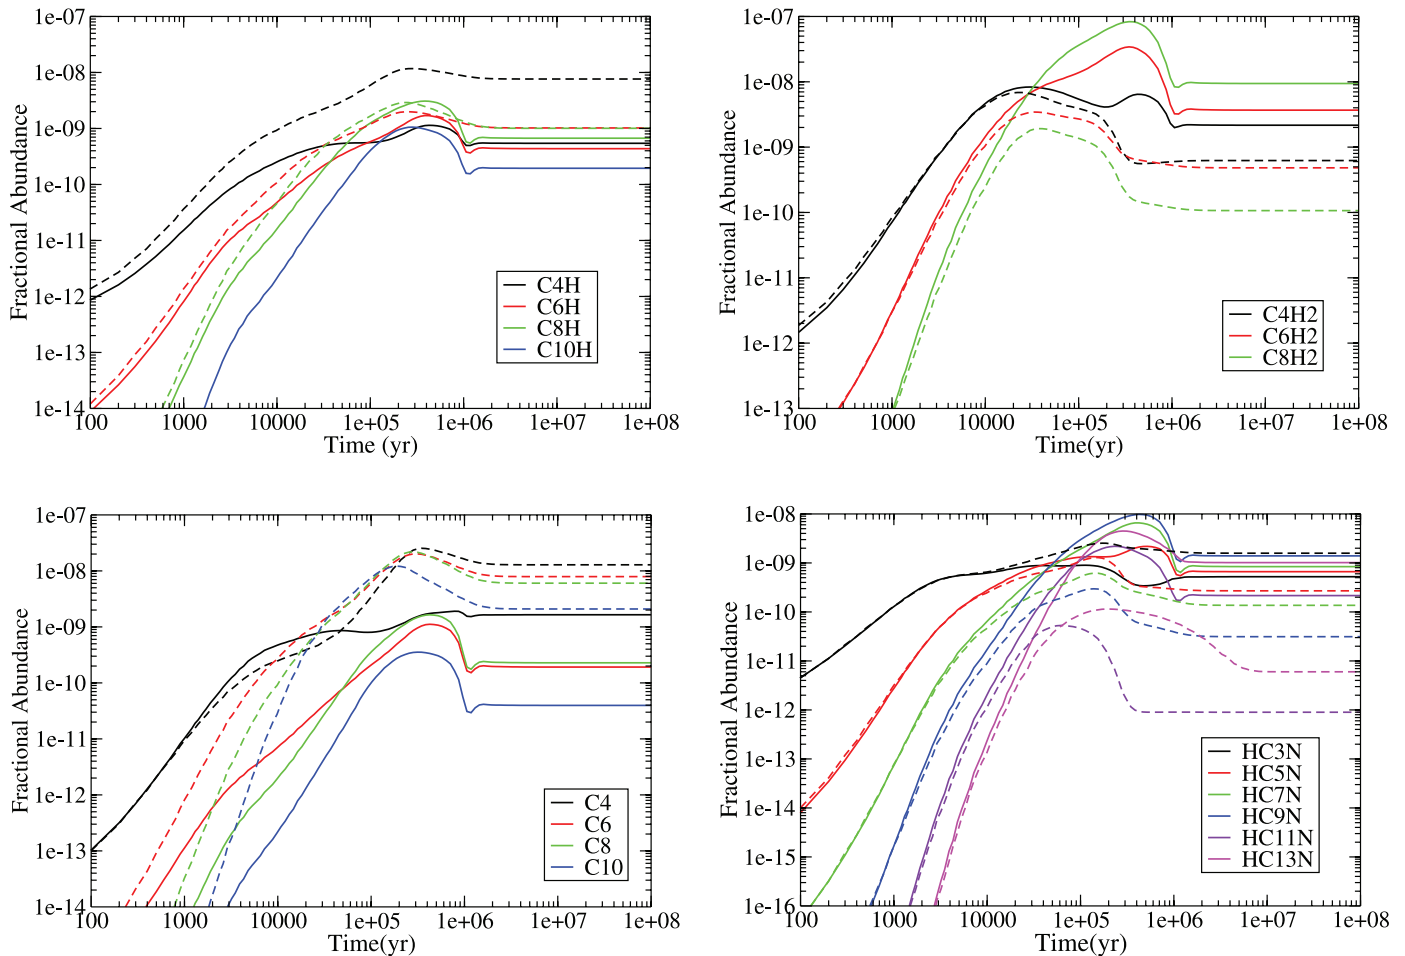 1e-07
1e-08
1e-09
1e-10
1e-11
1e-12
1e-13
1e-14
Fractional Abundance
100 1000 10000 1e+05 1e+06 1e+07 1e+08
Time (yr)
C4H
C6H
C8H
C10H
1e-07
1e-08
1e-09
1e-10
1e-11
1e-12
1e-13
Fractional Abundance
100 1000 10000 1e+05 1e+06 1e+07 1e+08
Time(yr)
C4H2
C6H2
C8H2
1e-07
1e-08
1e-09
1e-10
1e-11
1e-12
1e-13
1e-14
Fractional Abundance
100 1000 10000 1e+05 1e+06 1e+07 1e+08
Time(yr)
C4
C6
C8
C10
1e-08
1e-09
1e-10
1e-11
1e-12
1e-13
1e-14
1e-15
1e-16
Fractional Abundance
100 1000 10000 1e+05 1e+06 1e+07 1e+08
Time(yr)
HC3N
HC5N
HC7N
HC9N
HC11N
HC13N